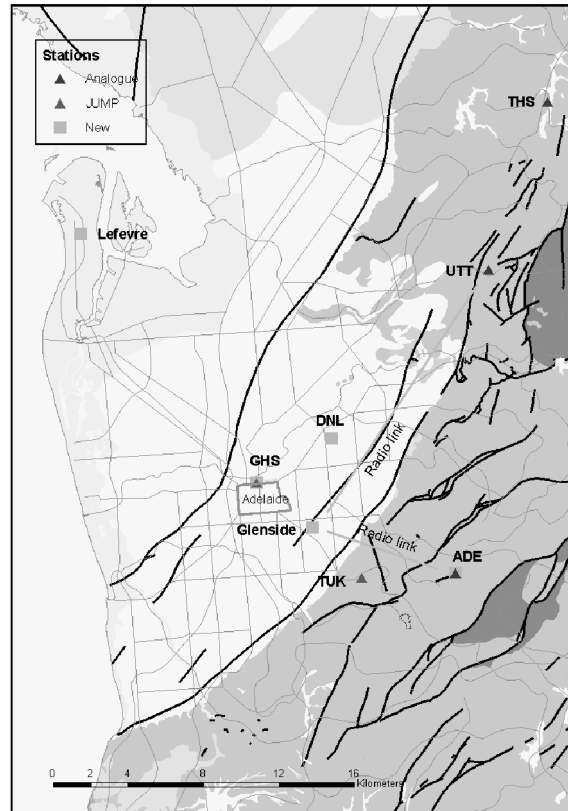 Stations
Analogue
JUMP
New
THS
Lefevre
UTT
DNL
Radio link
GHS
Adelaide
Glenside
Radio link
ADE
TUK
0 2 4 8 12 16
Kilometers